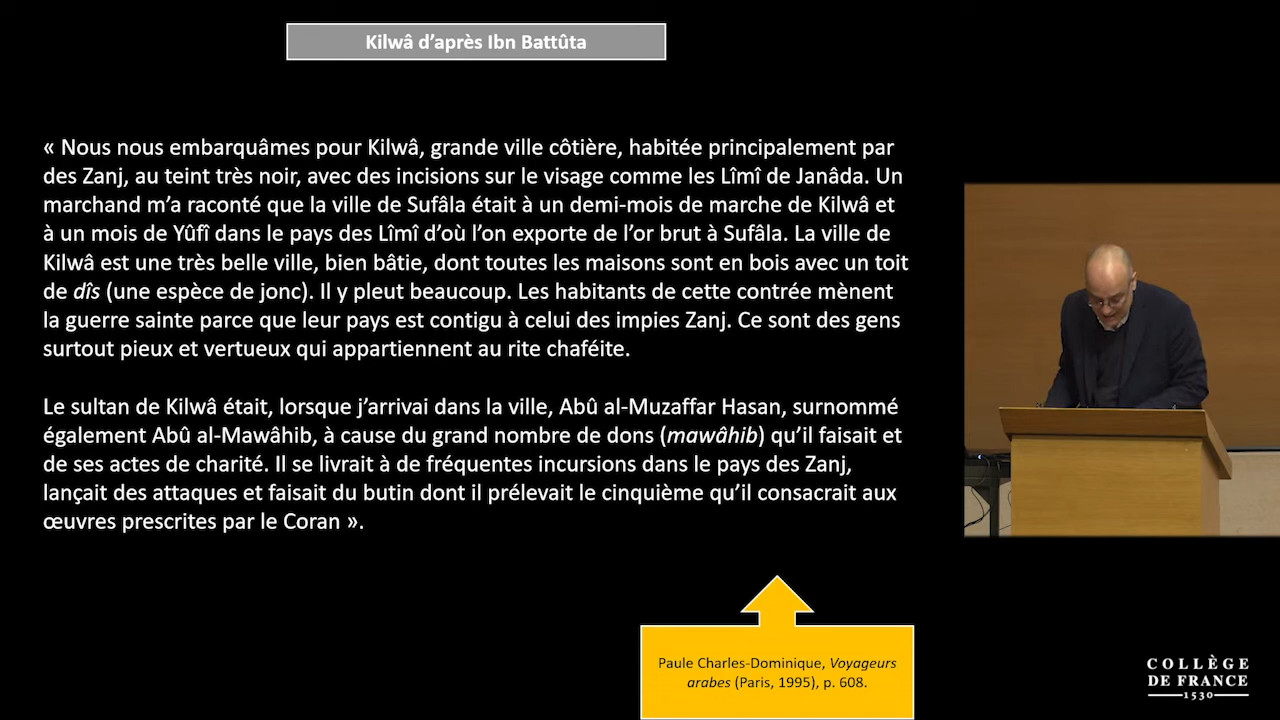 Kilwâ d’après Ibn Battûta
« Nous nous embarquâmes pour Kilwâ, grande ville côtière, habitée principalement par
des Zanj, au teint très noir, avec des incisions sur le visage comme les Lîmî de Janâda. Un
marchand m’a raconté que la ville de Sufâla était à un demi-mois de marche de Kilwâ et
à un mois de Yûfî dans le pays des Lîmî d’où l’on exporte de l’or brut à Sufâla. La ville de
Kilwâ est une très belle ville, bien bâtie, dont toutes les maisons sont en bois avec un toit
de dîs (une espèce de jonc). Il y pleut beaucoup. Les habitants de cette contrée mènent
la guerre sainte parce que leur pays est contigu à celui des impies Zanj. Ce sont des gens
surtout pieux et vertueux qui appartiennent au rite chaféite.
Le sultan de Kilwâ était, lorsque j’arrivai dans la ville, Abû al-Muzaffar Hasan, surnommé
également Abû al-Mawâhib, à cause du grand nombre de dons (mawâhib) qu’il faisait et
de ses actes de charité. Il se livrait à de fréquentes incursions dans le pays des Zanj,
lançait des attaques et faisait du butin dont il prélevait le cinquième qu’il consacrait aux
œuvres prescrites par le Coran ».
Paule Charles-Dominique, Voyageurs
arabes (Paris, 1995), p. 608.
COLLÈGE
DE FRANCE
1530